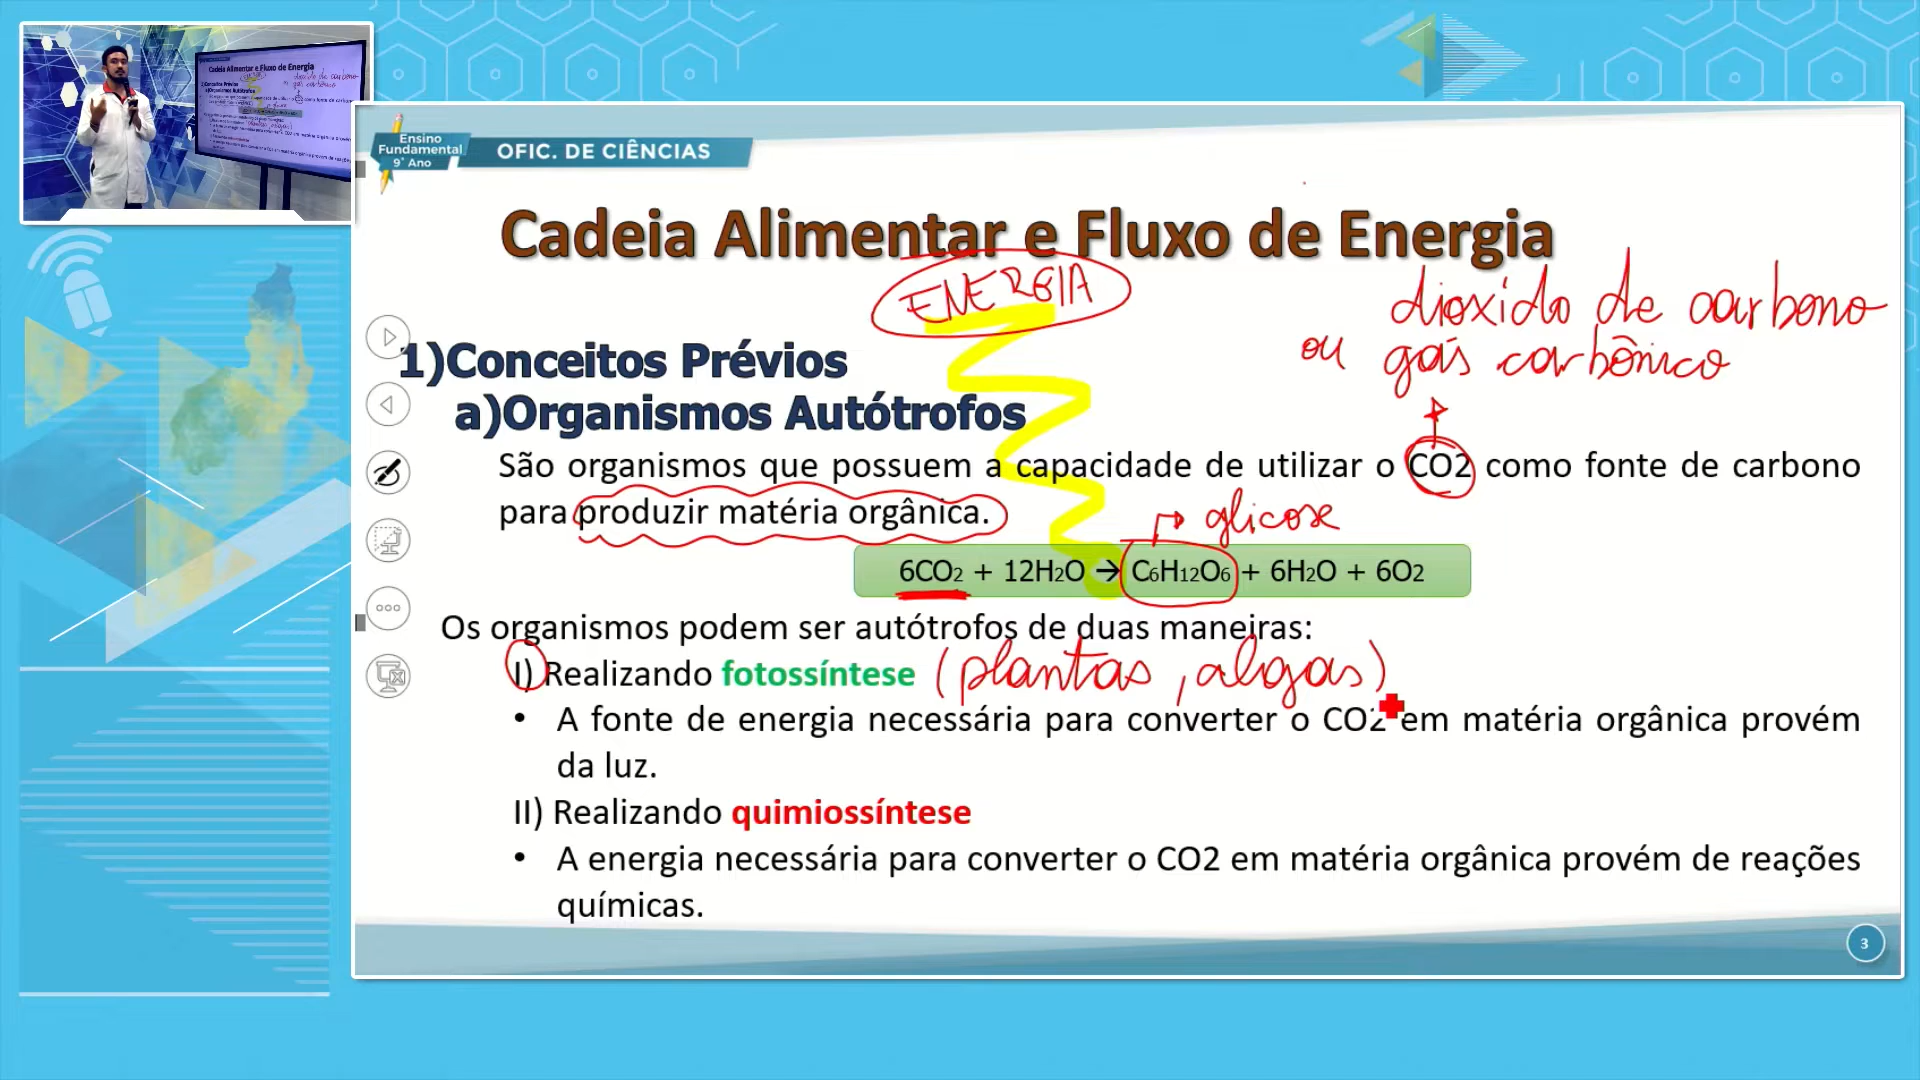 Ensino
Fundamental
9° Ano
OFIC. DE CIÊNCIAS
Cadeia Alimentar e Fluxo de Energia
ENERGIA
dióxido de carbono
ou gás carbônico
1)Conceitos Prévios
a)Organismos Autótrofos
São organismos que possuem a capacidade de utilizar o CO2 como fonte de carbono
para produzir matéria orgânica.
glicose
6CO2 + 12H2O → C6H12O6 + 6H2O + 6O2
Os organismos podem ser autótrofos de duas maneiras:
I) Realizando fotossíntese (plantas, algas)
• A fonte de energia necessária para converter o CO2 em matéria orgânica provém
da luz.
II) Realizando quimiossíntese
• A energia necessária para converter o CO2 em matéria orgânica provém de reações
químicas.
3